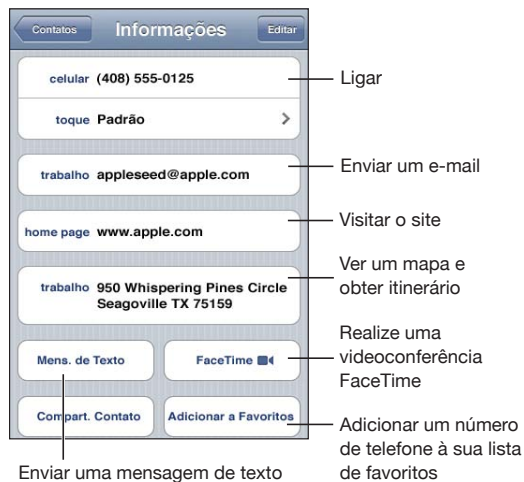 Contatos Informações Editar
celular (408) 555-0125
Ligar
toque Padrão
trabalho appleseed@apple.com
Enviar um e-mail
home page www.apple.com
Visitar o site
trabalho 950 Whispering Pines Circle
Seagoville TX 75159
Ver um mapa e
obter itinerário
Mens. de Texto FaceTime
Realize uma
videoconferência
FaceTime
Compart. Contato Adicionar a Favoritos
Adicionar um número
de telefone à sua lista
de favoritos
Enviar uma mensagem de texto